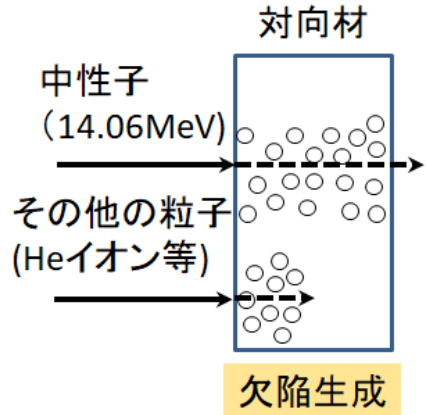 対向材
中性子
（14.06MeV)
その他の粒子
(Heイオン等)
欠陥生成